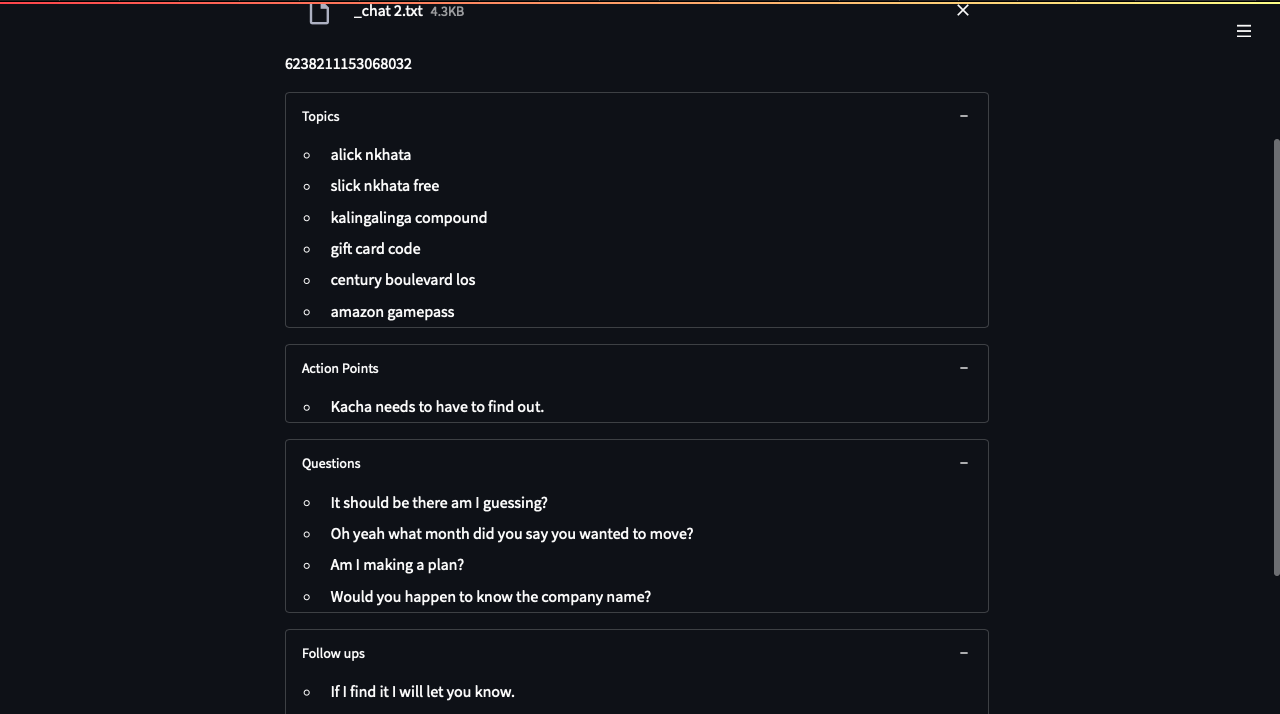 _chat 2.txt 4.3KB
6238211153068032
Topics
alick nkhata
slick nkhata free
kalingalinga compound
gift card code
century boulevard los
amazon gamepass
Action Points
Kacha needs to have to find out.
Questions
It should be there am I guessing?
Oh yeah what month did you say you wanted to move?
Am I making a plan?
Would you happen to know the company name?
Follow ups
If I find it I will let you know.